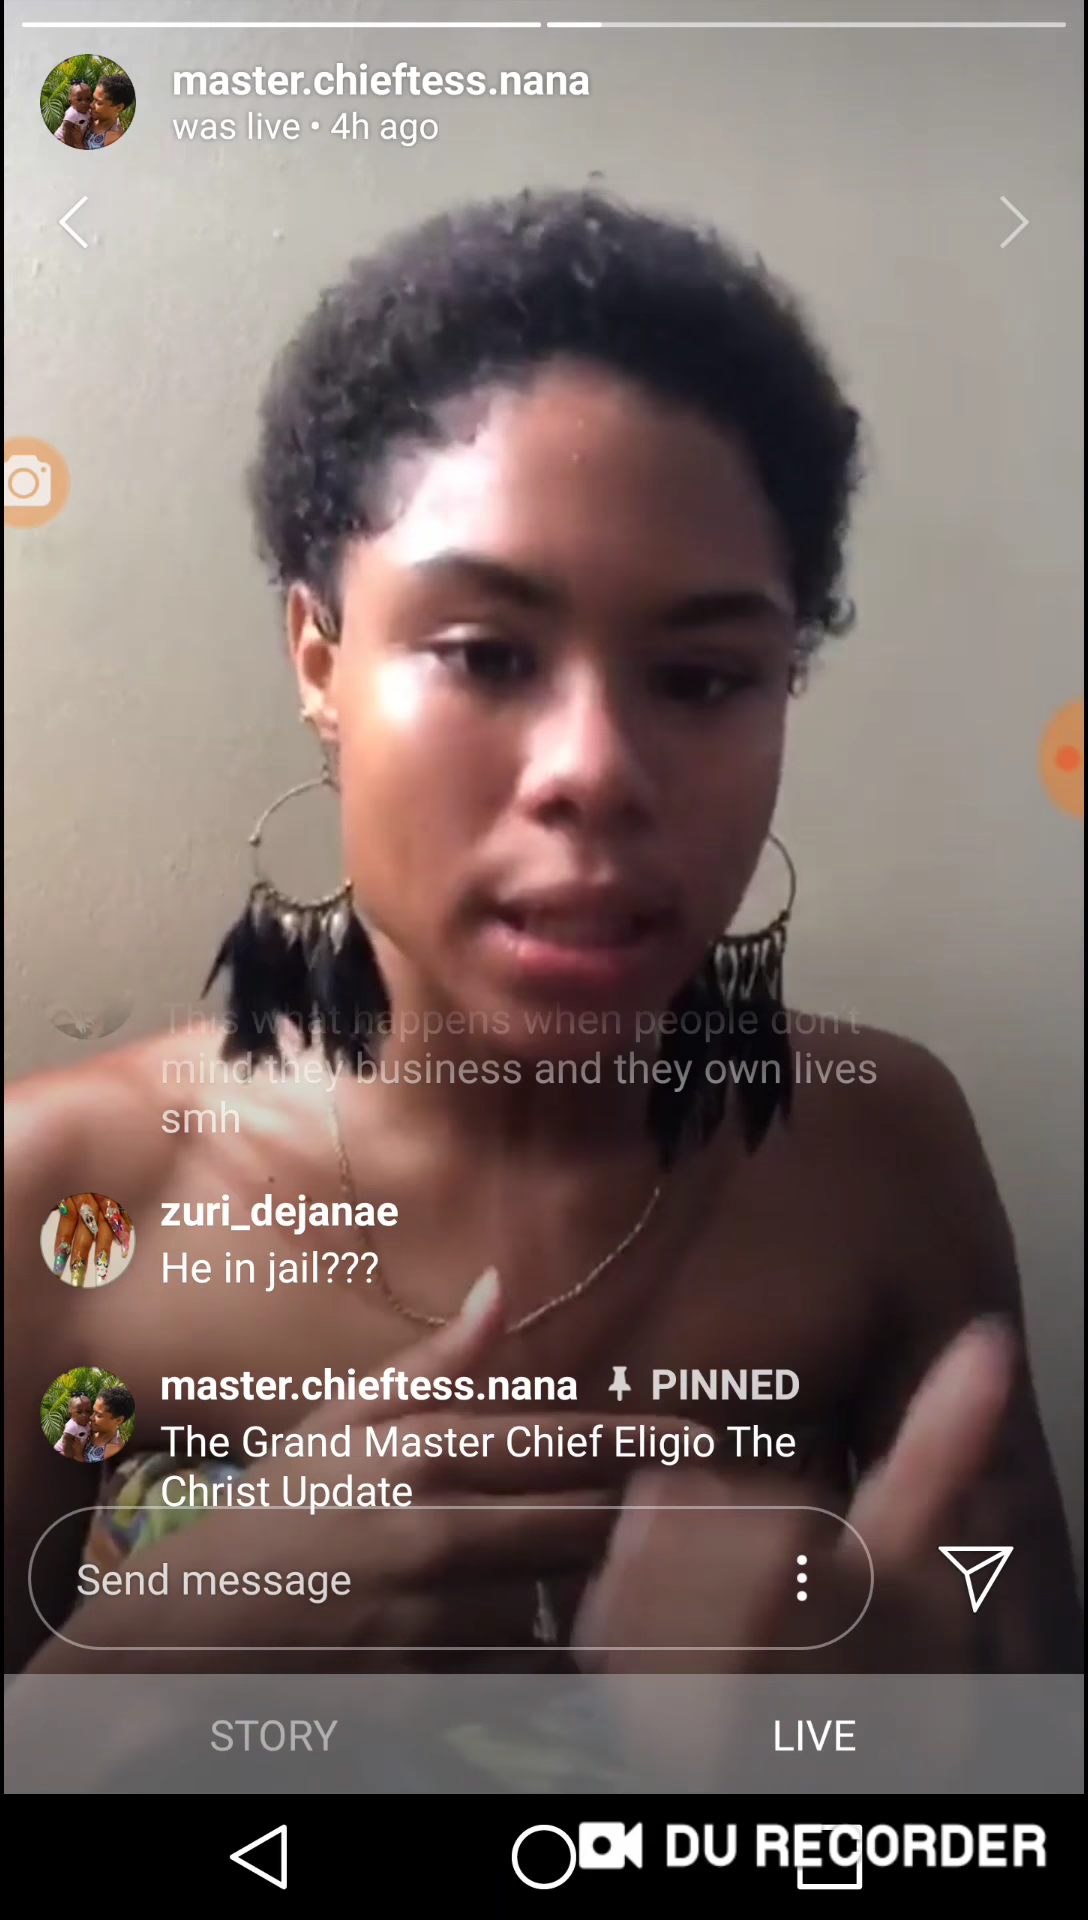 master.chieftess.nana
was live • 4h ago
This what happens when people don't
mind they business and they own lives
smh
zuri_dejanae
He in jail???
master.chieftess.nana PINNED
The Grand Master Chief Eligio The
Christ Update
Send message
STORY
LIVE
DU RECORDER